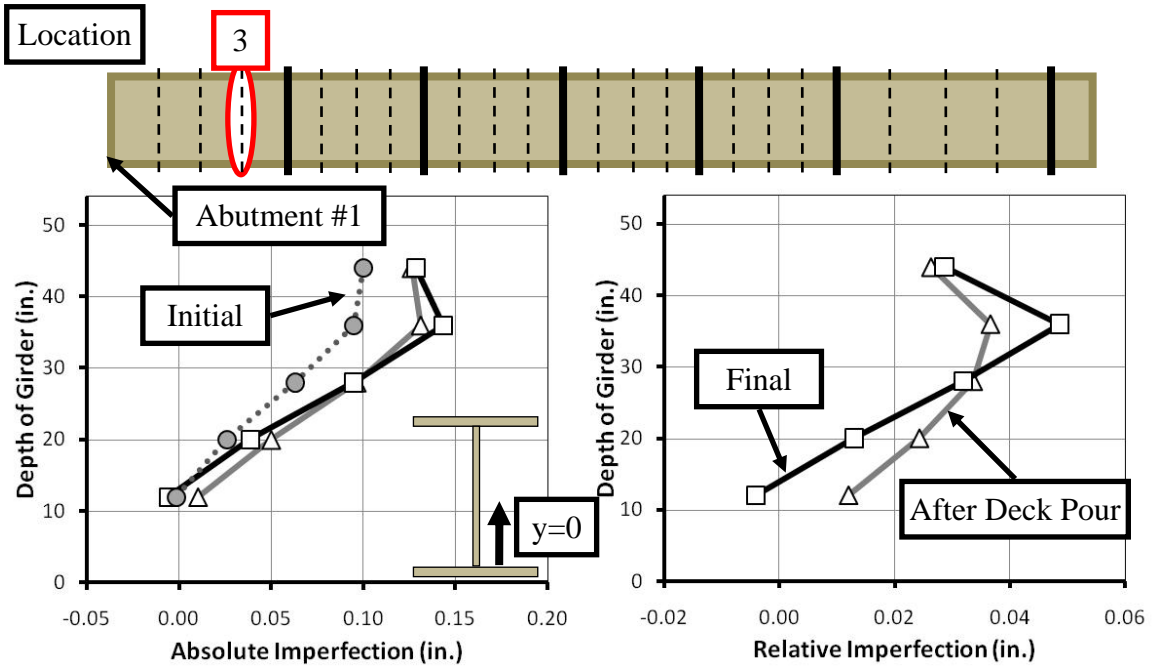 Location
3
Abutment #1
Initial
y=0
50
40
30
20
10
0
Depth of Girder (in.)
-0.05
0.00
0.05
0.10
0.15
0.20
Absolute Imperfection (in.)
Final
After Deck Pour
50
40
30
20
10
0
Depth of Girder (in.)
-0.02
0.00
0.02
0.04
0.06
Relative Imperfection (in.)